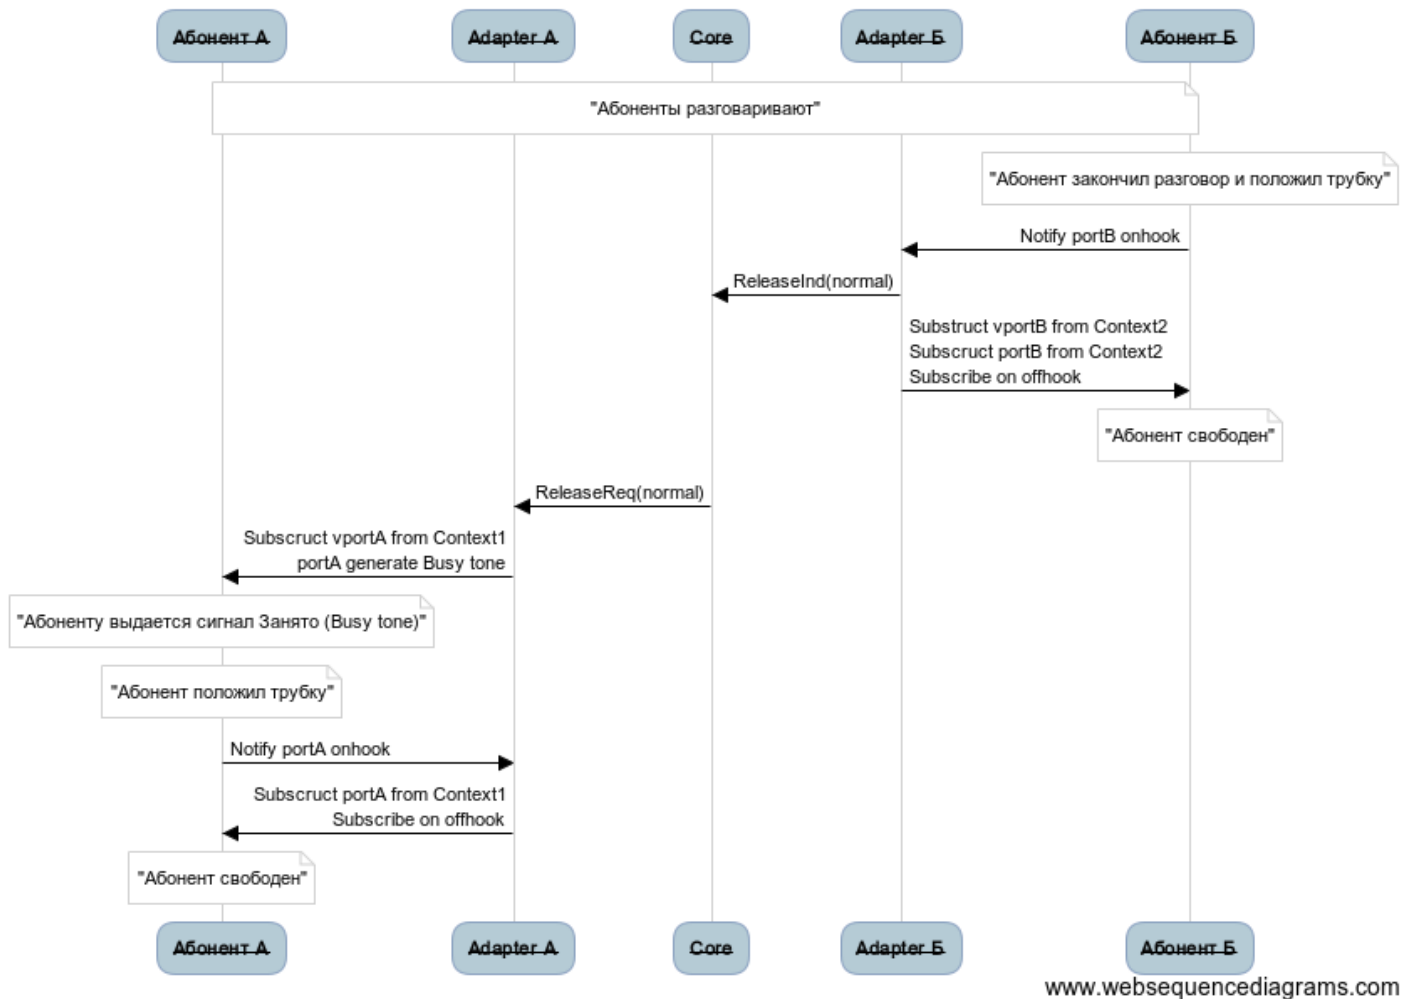 Абонент А
Adapter А
Core
Adapter Б
Абонент Б
"Абоненты разговаривают"
"Абонент закончил разговор и положил трубку"
Notify portB onhook
ReleaseInd(normal)
Substruct vportB from Context2
Subscruct portB from Context2
Subscribe on offhook
"Абонент свободен"
ReleaseReq(normal)
Subscruct vportA from Context1
portA generate Busy tone
"Абоненту выдается сигнал Занято (Busy tone)"
"Абонент положил трубку"
Notify portA onhook
Subscruct portA from Context1
Subscribe on offhook
"Абонент свободен"
Абонент А
Adapter А
Core
Adapter Б
Абонент Б
www.websequencediagrams.com